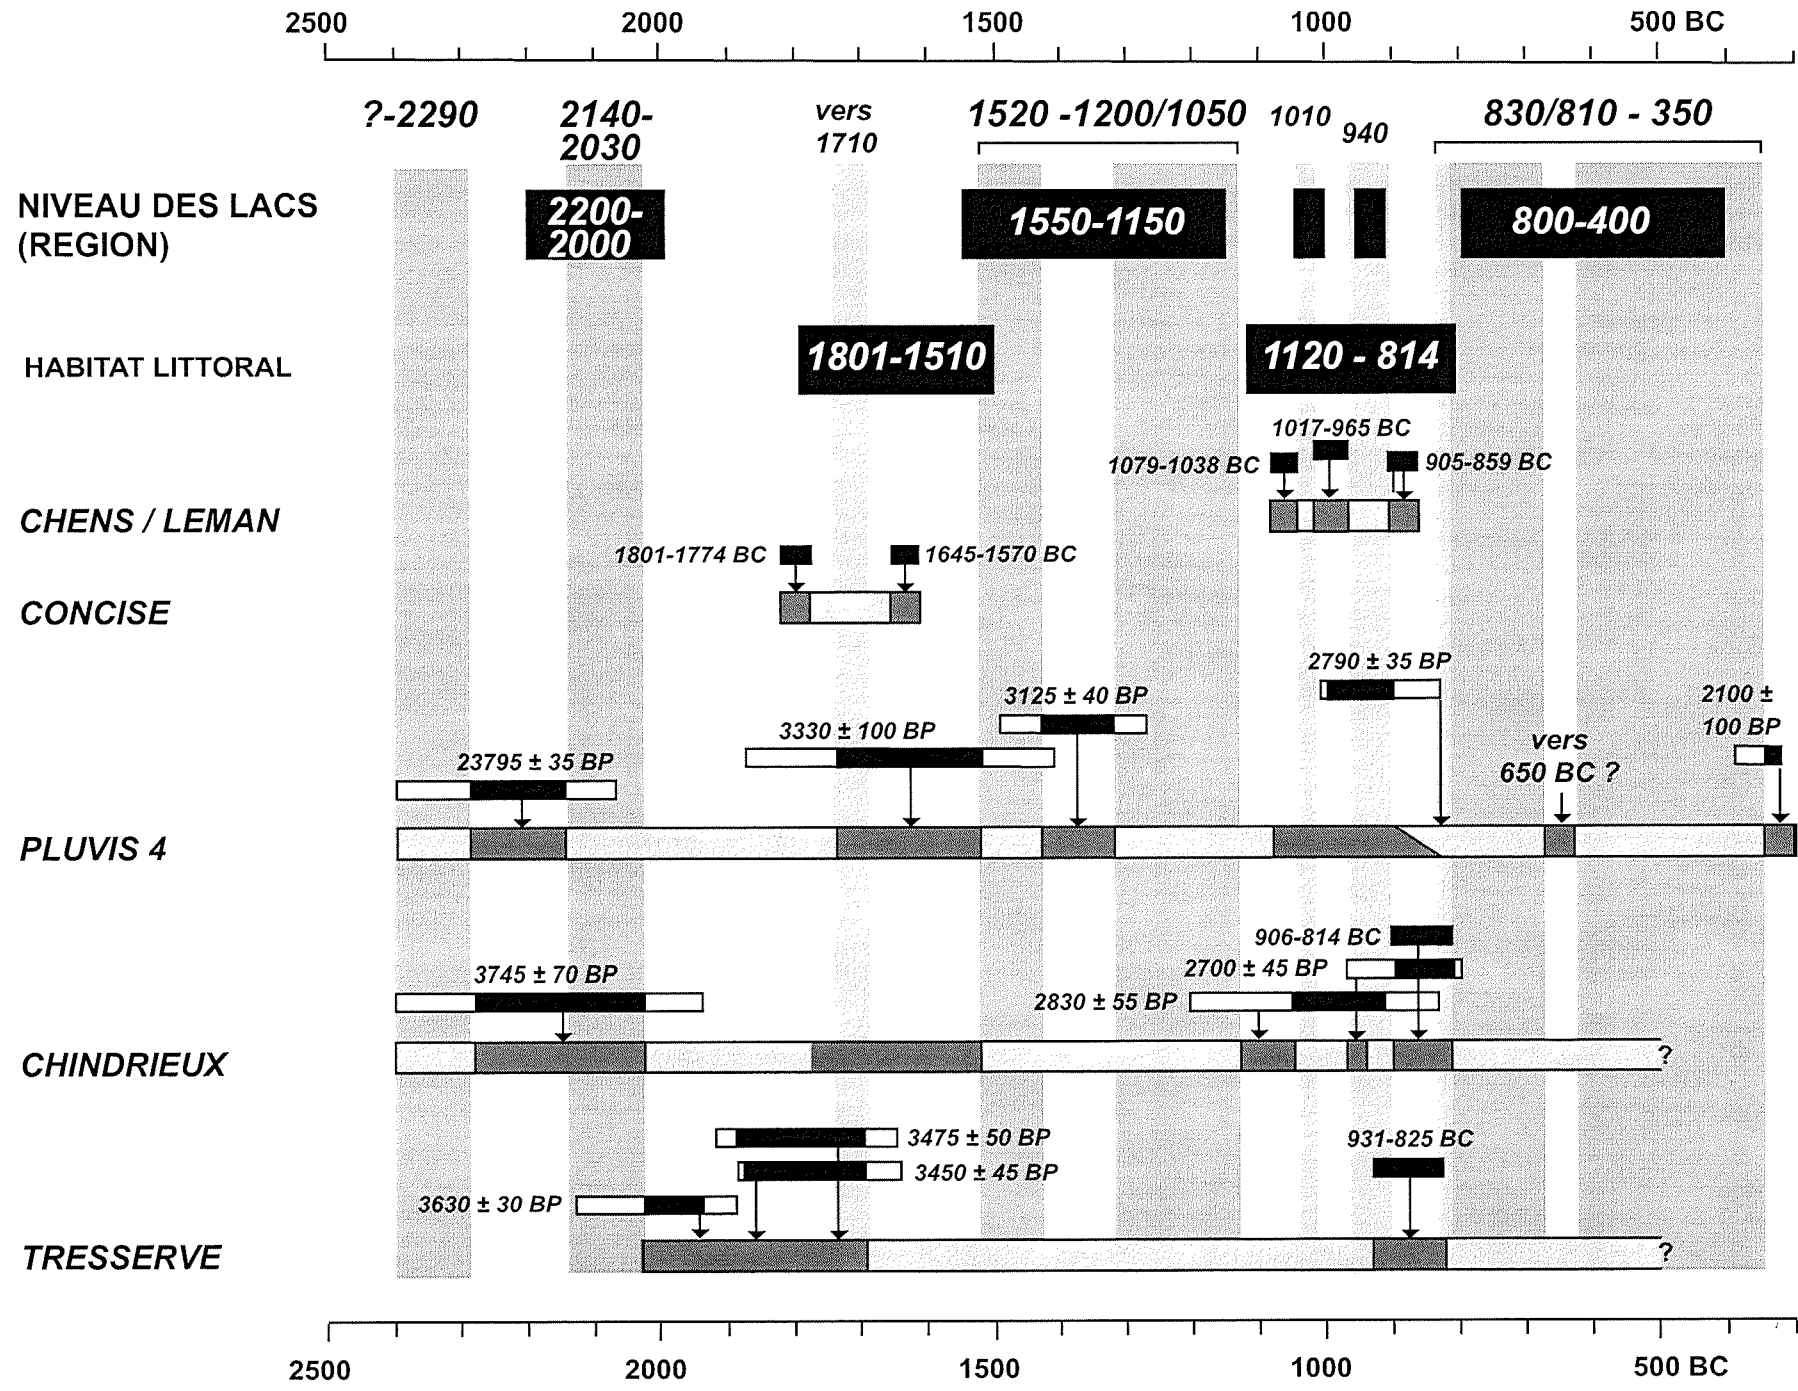 2500 2000 1500 1000 500 BC
?-2290
2140-
2030
vers
1710
1520 -1200/1050
1010
940
830/810 - 350
NIVEAU DES LACS
(REGION)
2200-
2000
1550-1150
800-400
HABITAT LITTORAL
1801-1510
1120 - 814
1017-965 BC
1079-1038 BC
905-859 BC
CHENS / LEMAN
1801-1774 BC
1645-1570 BC
CONCISE
2790 ± 35 BP
3125 ± 40 BP
2100 ±
100 BP
3330 ± 100 BP
vers
650 BC ?
23795 ± 35 BP
PLUVIS 4
906-814 BC
2700 ± 45 BP
3745 ± 70 BP
2830 ± 55 BP
CHINDRIEUX
?
3475 ± 50 BP
931-825 BC
3450 ± 45 BP
3630 ± 30 BP
TRESSERVE
?
2500 2000 1500 1000 500 BC